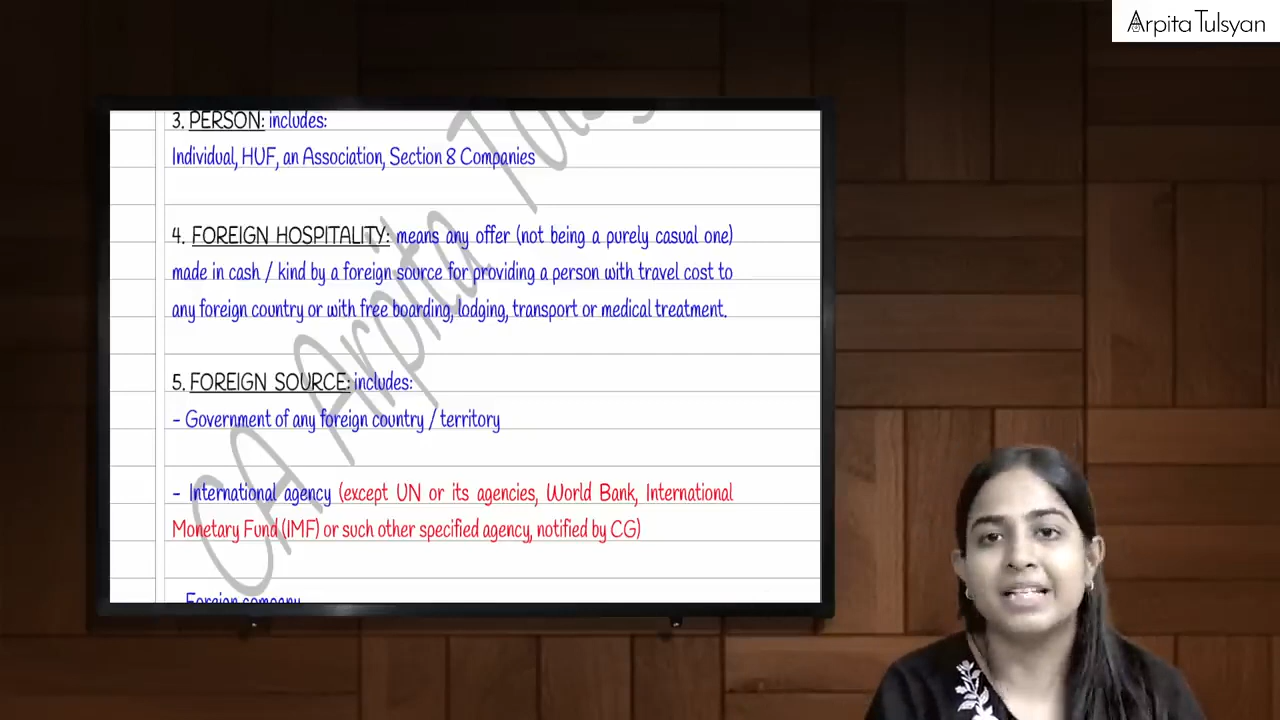 Arpita Tulsyan
3. PERSON: includes:
Individual, HUF, an Association, Section 8 Companies
4. FOREIGN HOSPITALITY: means any offer (not being a purely casual one)
made in cash / kind by a foreign source for providing a person with travel cost to
any foreign country or with free boarding, lodging, transport or medical treatment.
5. FOREIGN SOURCE: includes:
- Government of any foreign country / territory
- International agency (except UN or its agencies, World Bank, International
Monetary Fund (IMF) or such other specified agency, notified by CG)
- Foreign company
CA Arpita